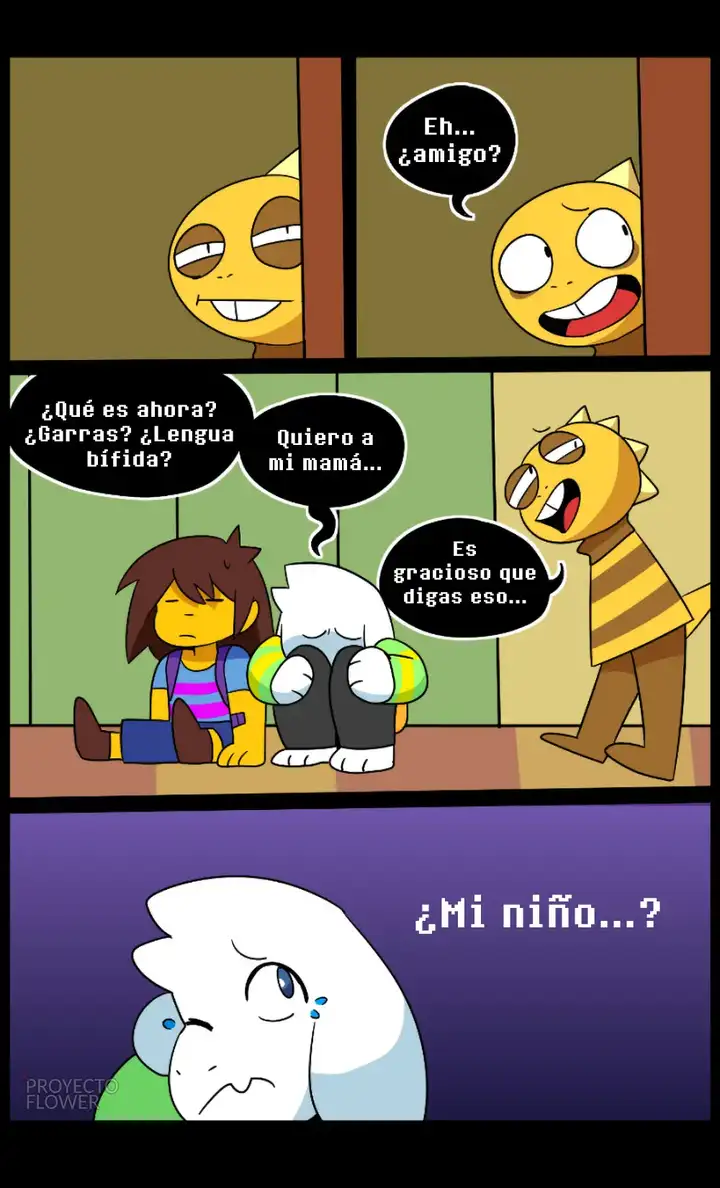 Eh...
¿amigo?
¿Qué es ahora?
¿Garras? ¿Lengua
bífida?
Quiero a
mi mamá...
Es
gracioso que
digas eso...
¿Mi niño...?
PROYECTO
FLOWER